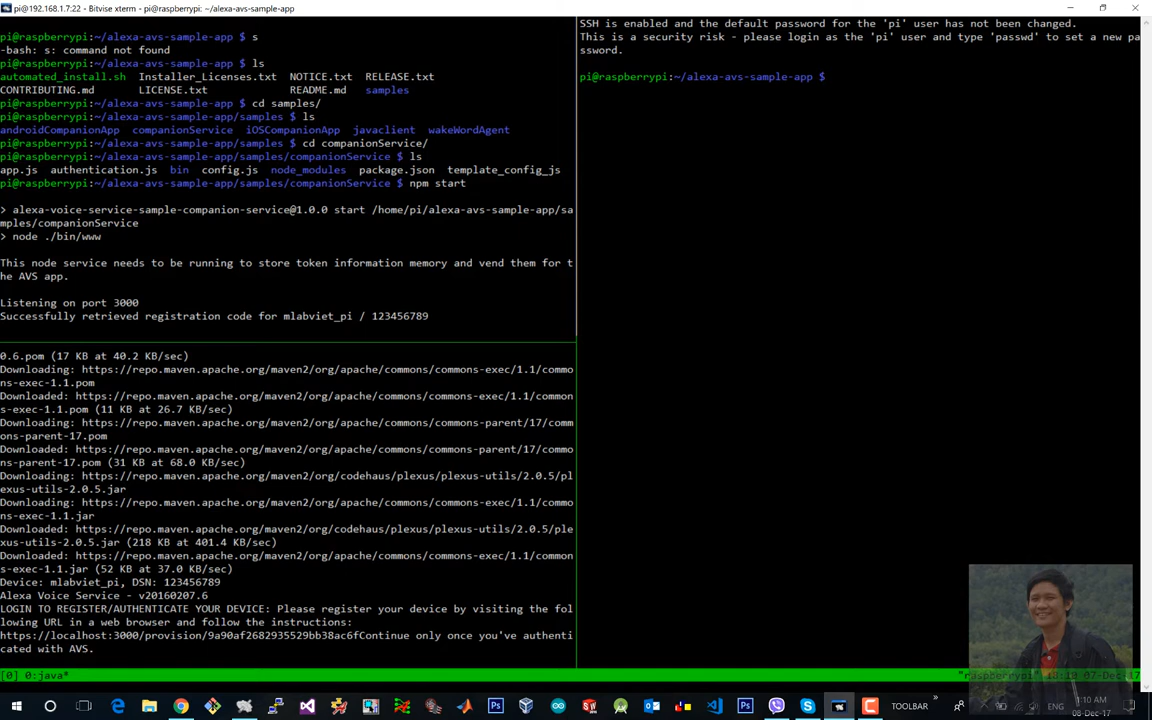 pi@192.168.1.7:22 - Bitvise xterm - pi@raspberrypi: ~/alexa-avs-sample-app
pi@raspberrypi:~/alexa-avs-sample-app $ s
-bash: s: command not found
pi@raspberrypi:~/alexa-avs-sample-app $ ls
automated_install.sh Installer_Licenses.txt NOTICE.txt RELEASE.txt
CONTRIBUTING.md LICENSE.txt README.md samples
pi@raspberrypi:~/alexa-avs-sample-app $ cd samples/
pi@raspberrypi:~/alexa-avs-sample-app/samples $ ls
androidCompanionApp companionService iOSCompanionApp javaclient wakeWordAgent
pi@raspberrypi:~/alexa-avs-sample-app/samples $ cd companionService/
pi@raspberrypi:~/alexa-avs-sample-app/samples/companionService $ ls
app.js authentication.js bin config.js node_modules package.json template_config_js
pi@raspberrypi:~/alexa-avs-sample-app/samples/companionService $ npm start
> alexa-voice-service-sample-companion-service@1.0.0 start /home/pi/alexa-avs-sample-app/sa
mples/companionService
> node ./bin/www
This node service needs to be running to store token information memory and vend them for t
he AVS app.
Listening on port 3000
Successfully retrieved registration code for mlabviet_pi / 123456789
0.6.pom (17 KB at 40.2 KB/sec)
Downloading: https://repo.maven.apache.org/maven2/org/apache/commons/commons-exec/1.1/commo
ns-exec-1.1.pom
Downloaded: https://repo.maven.apache.org/maven2/org/apache/commons/commons-exec/1.1/common
s-exec-1.1.pom (11 KB at 26.7 KB/sec)
Downloading: https://repo.maven.apache.org/maven2/org/apache/commons/commons-parent/17/comm
ons-parent-17.pom
Downloaded: https://repo.maven.apache.org/maven2/org/apache/commons/commons-parent/17/commo
ns-parent-17.pom (31 KB at 68.0 KB/sec)
Downloading: https://repo.maven.apache.org/maven2/org/codehaus/plexus/plexus-utils/2.0.5/pl
exus-utils-2.0.5.jar
Downloading: https://repo.maven.apache.org/maven2/org/apache/commons/commons-exec/1.1/commo
ns-exec-1.1.jar
Downloaded: https://repo.maven.apache.org/maven2/org/codehaus/plexus/plexus-utils/2.0.5/ple
xus-utils-2.0.5.jar (218 KB at 401.4 KB/sec)
Downloaded: https://repo.maven.apache.org/maven2/org/apache/commons/commons-exec/1.1/common
s-exec-1.1.jar (52 KB at 37.0 KB/sec)
Device: mlabviet_pi, DSN: 123456789
Alexa Voice Service - v20160207.6
LOGIN TO REGISTER/AUTHENTICATE YOUR DEVICE: Please register your device by visiting the fol
lowing URL in a web browser and follow the instructions:
https://localhost:3000/provision/9a90af2682935529bb38ac6fContinue only once you've authenti
cated with AVS.
SSH is enabled and the default password for the 'pi' user has not been changed.
This is a security risk - please login as the 'pi' user and type 'passwd' to set a new pa
ssword.
pi@raspberrypi:~/alexa-avs-sample-app $
[0] 0:java* "raspberrypi" 18:10 07-Dec-17
TOOLBAR
ENG
1:10 AM
08-Dec-17